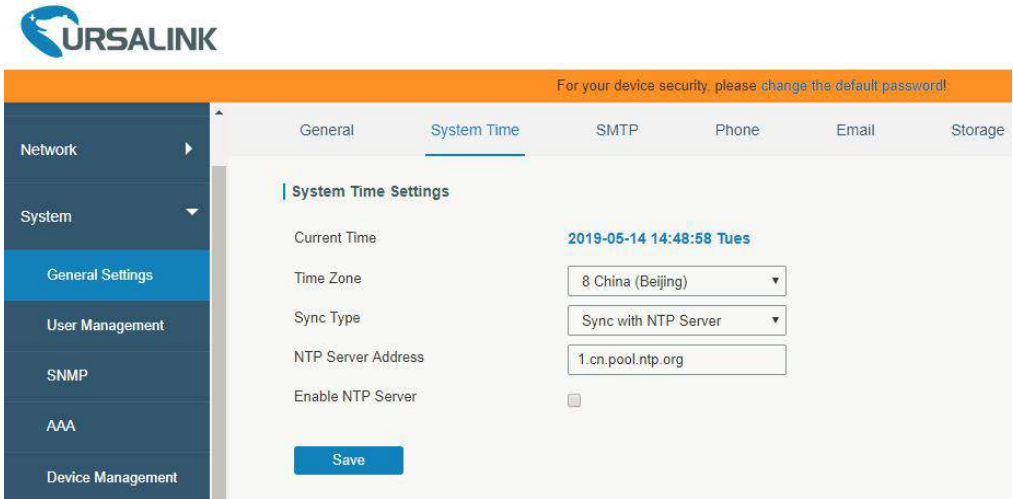 URSALINK
For your device security, please change the default password!
General System Time SMTP Phone Email Storage
Network
System
General Settings
User Management
SNMP
AAA
Device Management
System Time Settings
Current Time 2019-05-14 14:48:58 Tues
Time Zone 8 China (Beijing)
Sync Type Sync with NTP Server
NTP Server Address 1.cn.pool.ntp.org
Enable NTP Server
Save